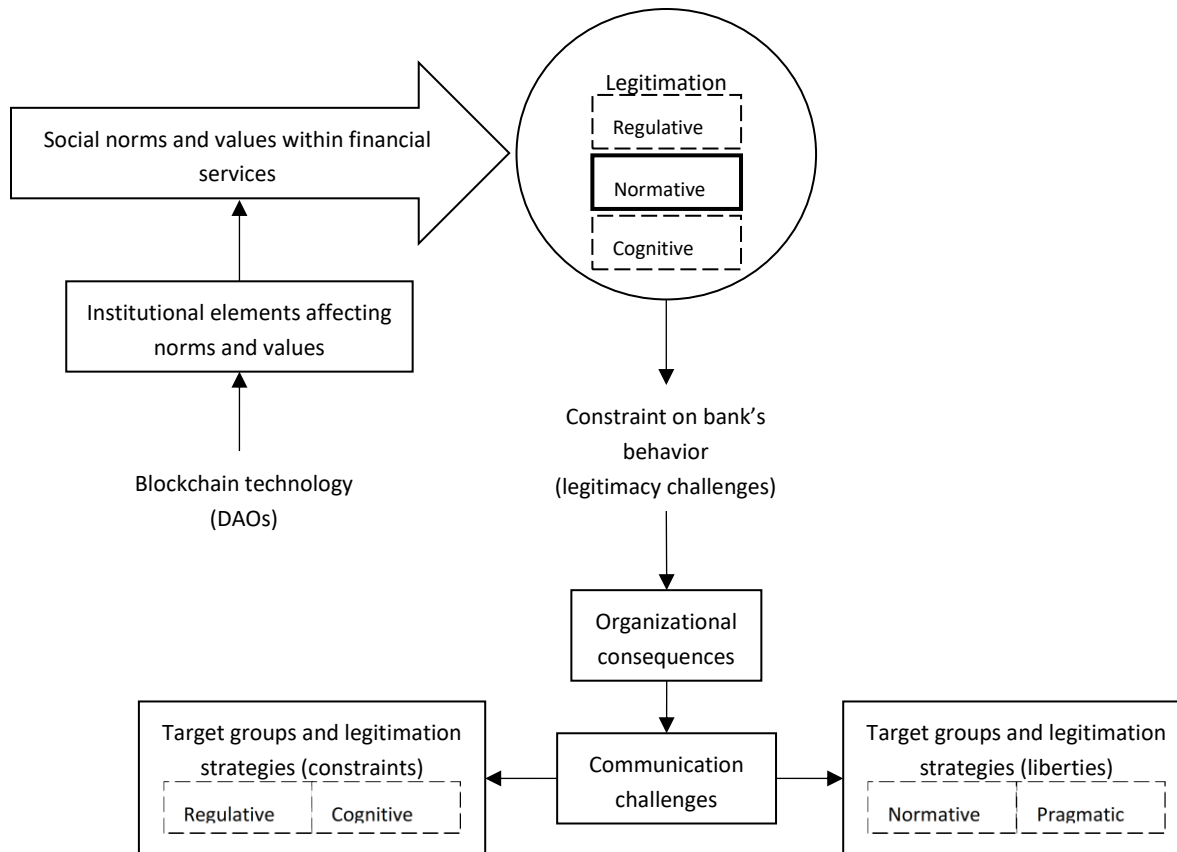 Legitimation
Regulative
Normative
Cognitive
Social norms and values within financial
services
Institutional elements affecting
norms and values
Blockchain technology
(DAOs)
Constraint on bank’s
behavior
(legitimacy challenges)
Organizational
consequences
Communication
challenges
Target groups and legitimation
strategies (constraints)
Regulative Cognitive
Target groups and legitimation
strategies (liberties)
Normative Pragmatic